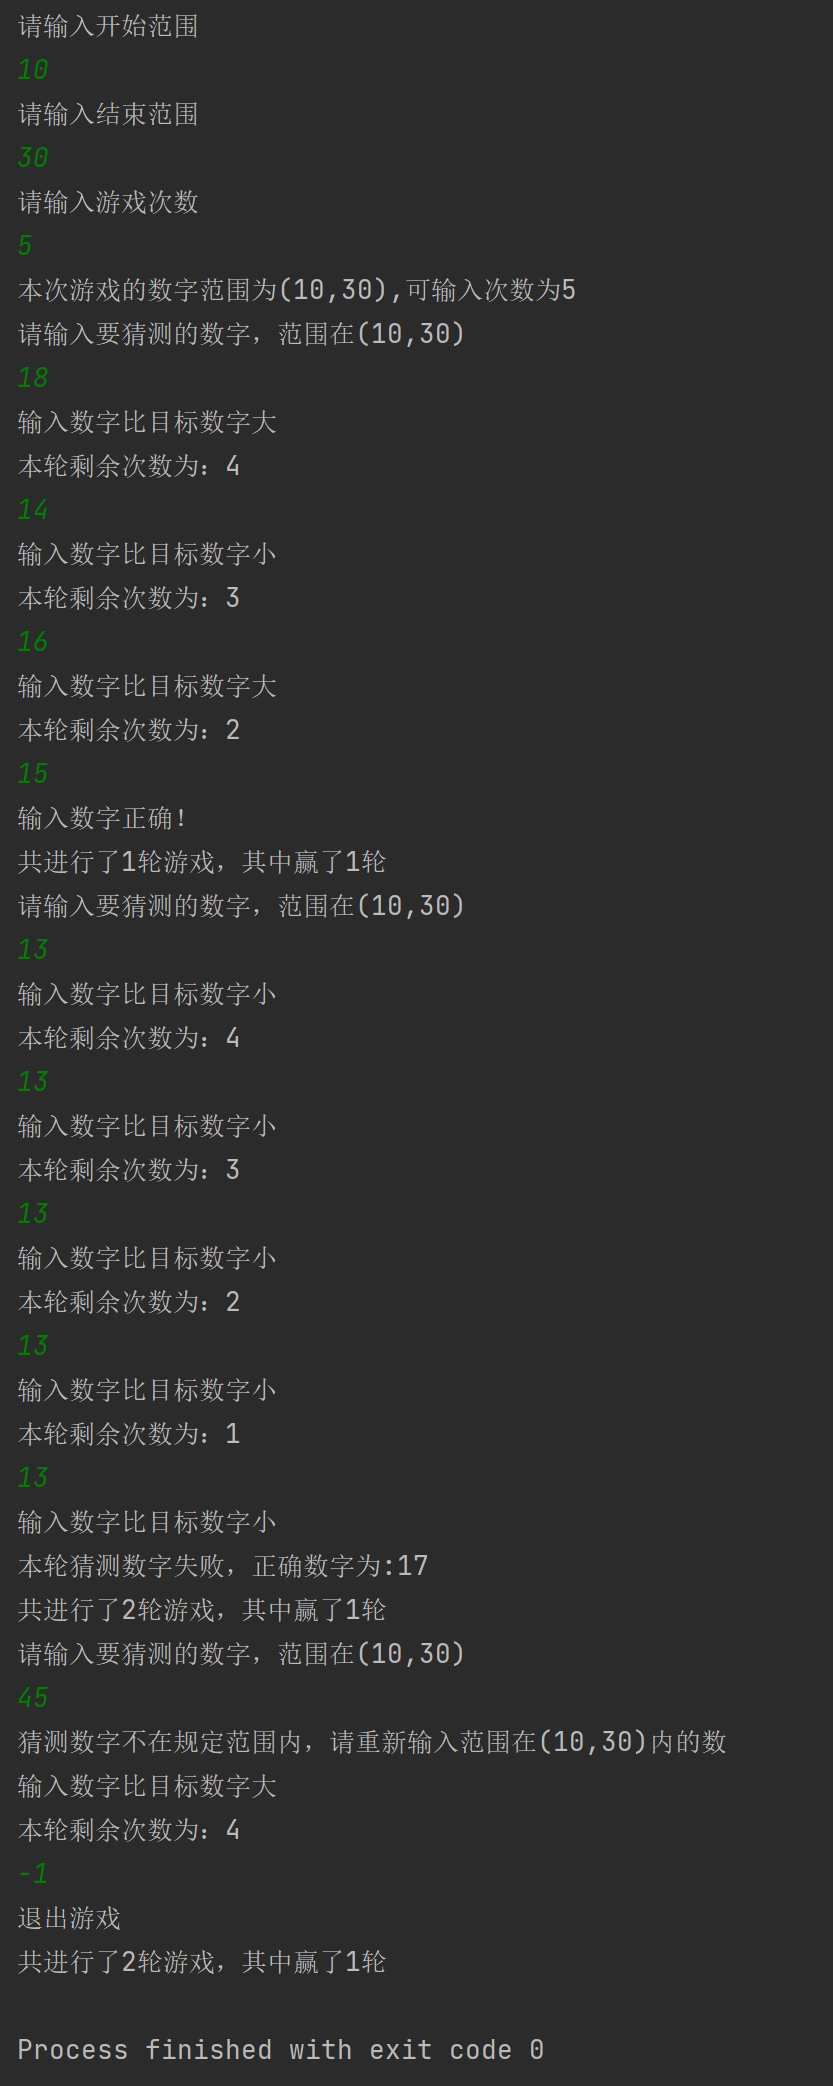 请输入开始范围
10
请输入结束范围
30
请输入游戏次数
5
本次游戏的数字范围为(10,30),可输入次数为5
请输入要猜测的数字，范围在(10,30)
18
输入数字比目标数字大
本轮剩余次数为：4
14
输入数字比目标数字小
本轮剩余次数为：3
16
输入数字比目标数字大
本轮剩余次数为：2
15
输入数字正确！
共进行了1轮游戏，其中赢了1轮
请输入要猜测的数字，范围在(10,30)
13
输入数字比目标数字小
本轮剩余次数为：4
13
输入数字比目标数字小
本轮剩余次数为：3
13
输入数字比目标数字小
本轮剩余次数为：2
13
输入数字比目标数字小
本轮剩余次数为：1
13
输入数字比目标数字小
本轮猜测数字失败，正确数字为:17
共进行了2轮游戏，其中赢了1轮
请输入要猜测的数字，范围在(10,30)
45
猜测数字不在规定范围内，请重新输入范围在(10,30)内的数
输入数字比目标数字大
本轮剩余次数为：4
-1
退出游戏
共进行了2轮游戏，其中赢了1轮
Process finished with exit code 0